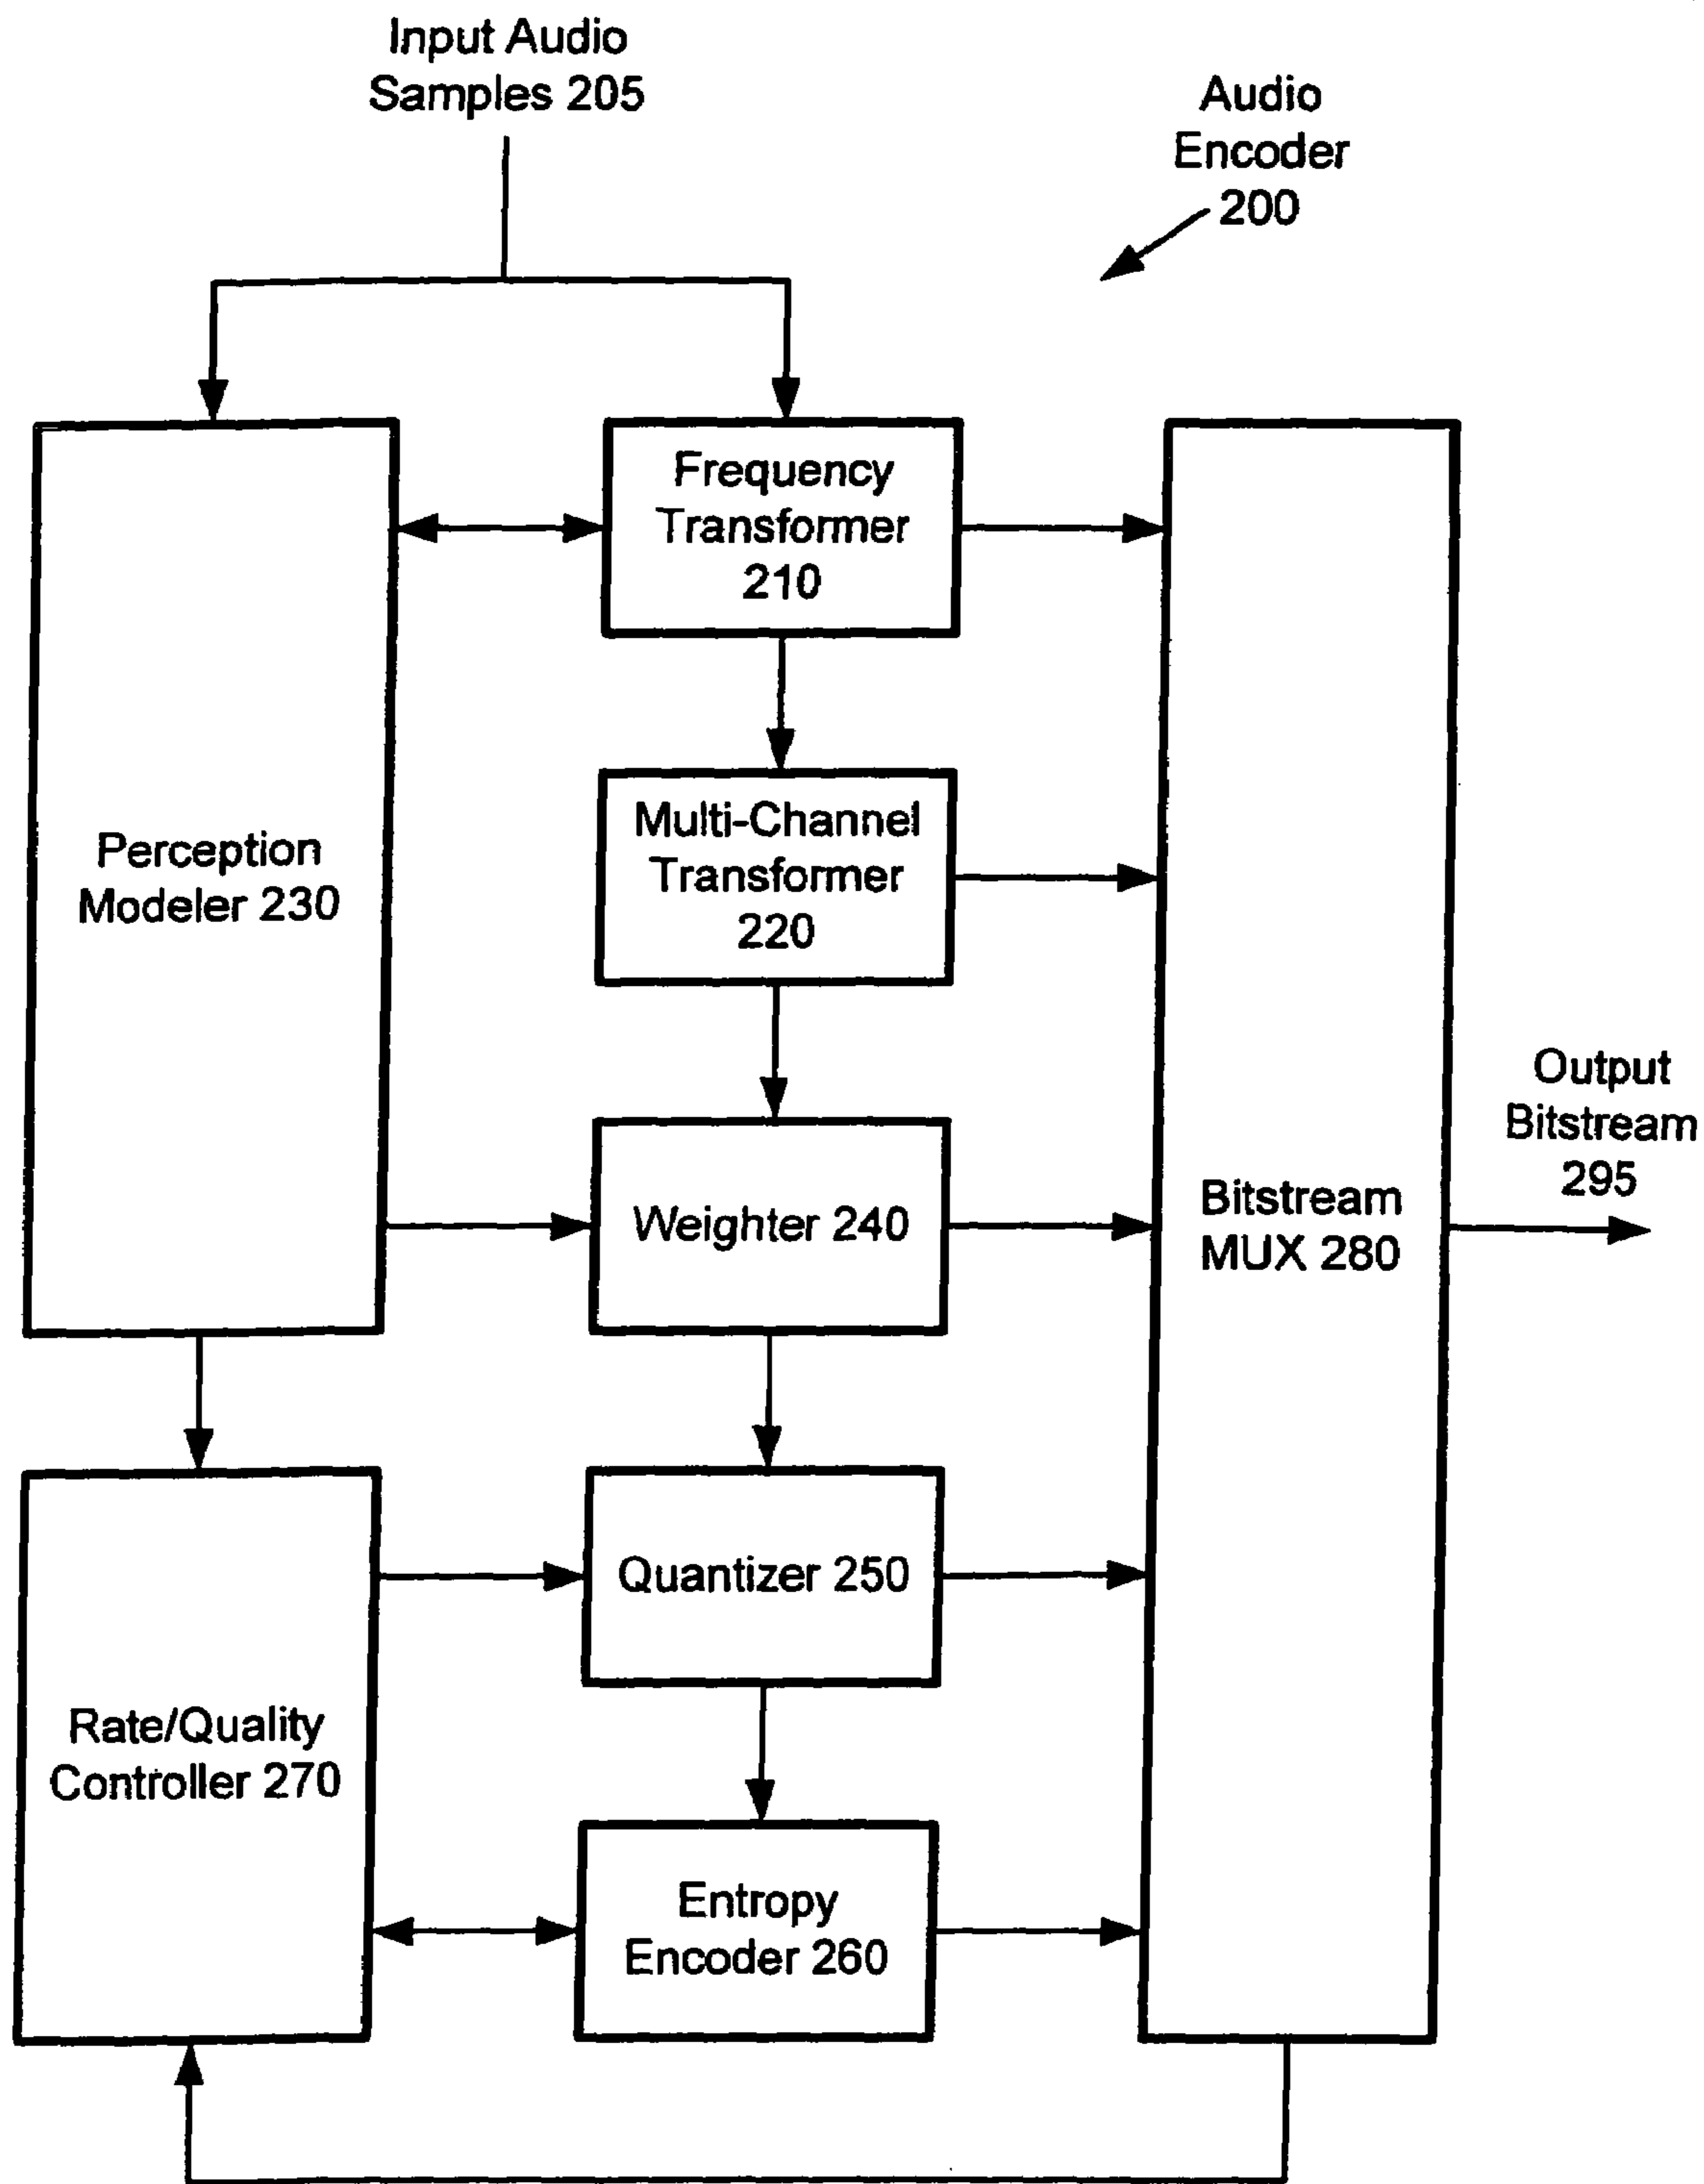 Input Audio
Samples 205
Audio
Encoder
200
Frequency
Transformer
210
Multi-Channel
Transformer
220
Perception
Modeler 230
Weighter 240
Bitstream
MUX 280
Output
Bitstream
295
Quantizer 250
Rate/Quality
Controller 270
Entropy
Encoder 260